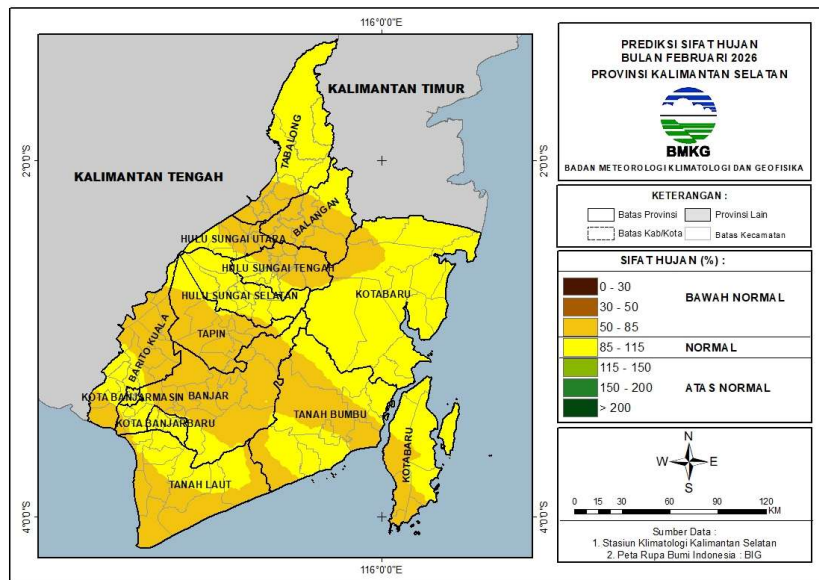 116°0'0"E
KALIMANTAN TIMUR
KALIMANTAN TENGAH
2°0'0"S
2°0'0"S
TABALONG
BALANGAN
HULU SUNGAI UTARA
HULU SUNGAI TENGAH
HULU SUNGAI SELATAN
KOTABARU
TAPIN
BARITO KUALA
KOTA BANJARMASIN
BANJAR
KOTA BANJARBARU
TANAH BUMBU
KOTABARU
TANAH LAUT
4°0'0"S
4°0'0"S
116°0'0"E
PREDIKSI SIFAT HUJAN
BULAN FEBRUARI 2026
PROVINSI KALIMANTAN SELATAN
BMKG
BADAN METEOROLOGI KLIMATOLOGI DAN GEOFISIKA
KETERANGAN :
Batas Provinsi
Provinsi Lain
Batas Kab/Kota
Batas Kecamatan
SIFAT HUJAN (%) :
0 - 30
30 - 50
BAWAH NORMAL
50 - 85
85 - 115
NORMAL
115 - 150
150 - 200
ATAS NORMAL
> 200
N
W E
S
0 15 30 60 90 120
KM
Sumber Data :
1. Stasiun Klimatologi Kalimantan Selatan
2. Peta Rupa Bumi Indonesia : BIG